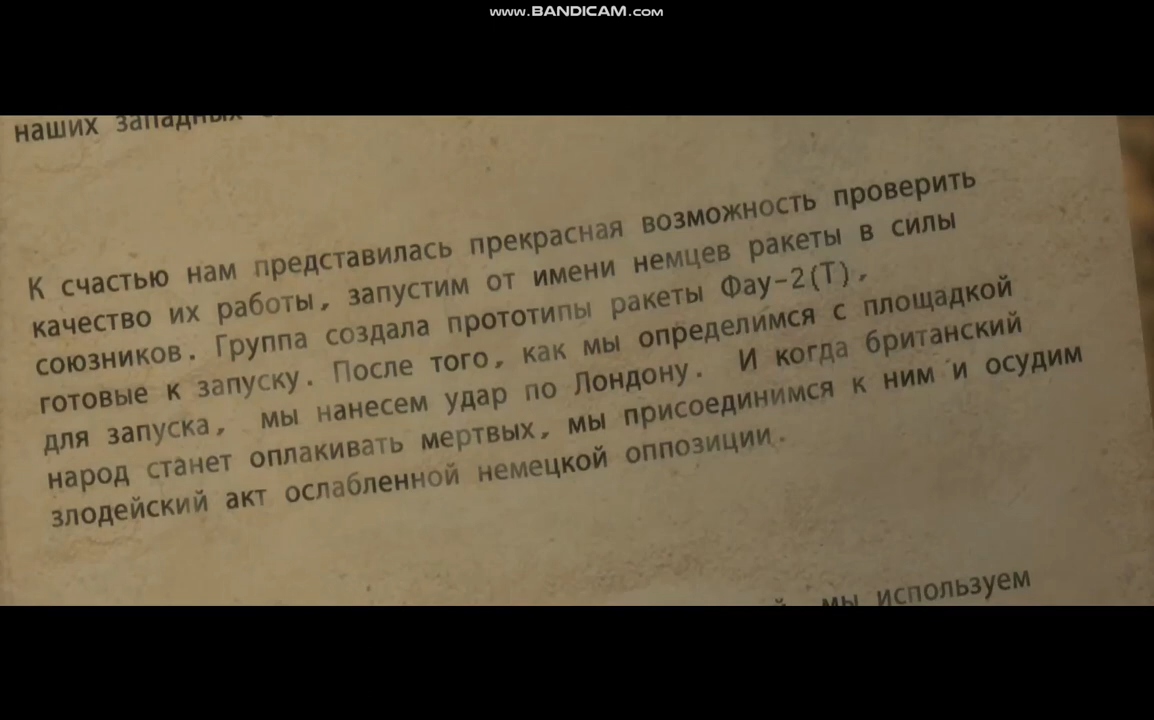 www.BANDICAM.com
наших западных
К счастью нам представилась прекрасная возможность проверить
качество их работы, запустим от имени немцев ракеты в силы
союзников. Группа создала прототипы ракеты Фау-2(Т),
готовые к запуску. После того, как мы определимся с площадкой
для запуска, мы нанесем удар по Лондону. И когда британский
народ станет оплакивать мертвых, мы присоединимся к ним и осудим
злодейский акт ослабленной немецкой оппозиции.
мы используем